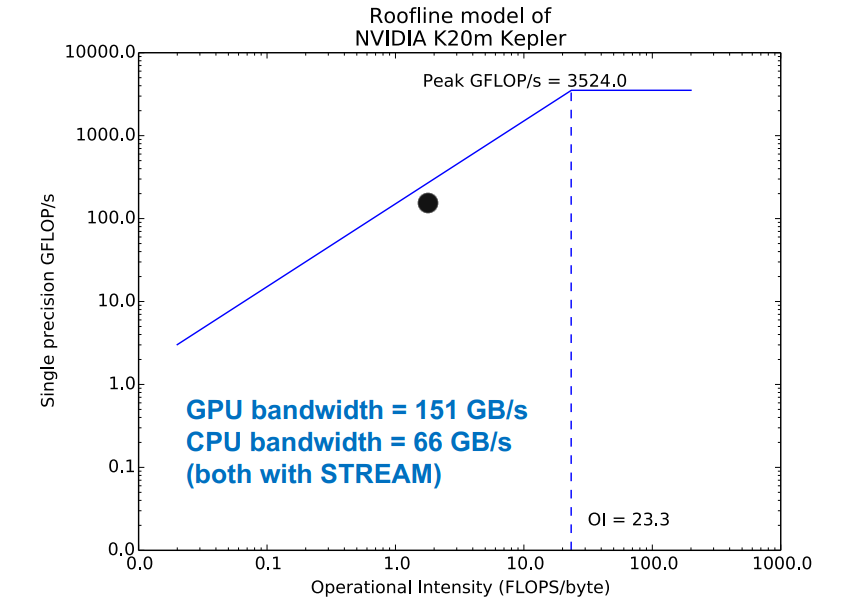 Roofline model of
NVIDIA K20m Kepler
10000.0
1000.0
100.0
10.0
1.0
0.1
0.0
Single precision GFLOP/s
Peak GFLOP/s = 3524.0
GPU bandwidth = 151 GB/s
CPU bandwidth = 66 GB/s
(both with STREAM)
OI = 23.3
0.0 0.1 1.0 10.0 100.0 1000.0
Operational Intensity (FLOPS/byte)